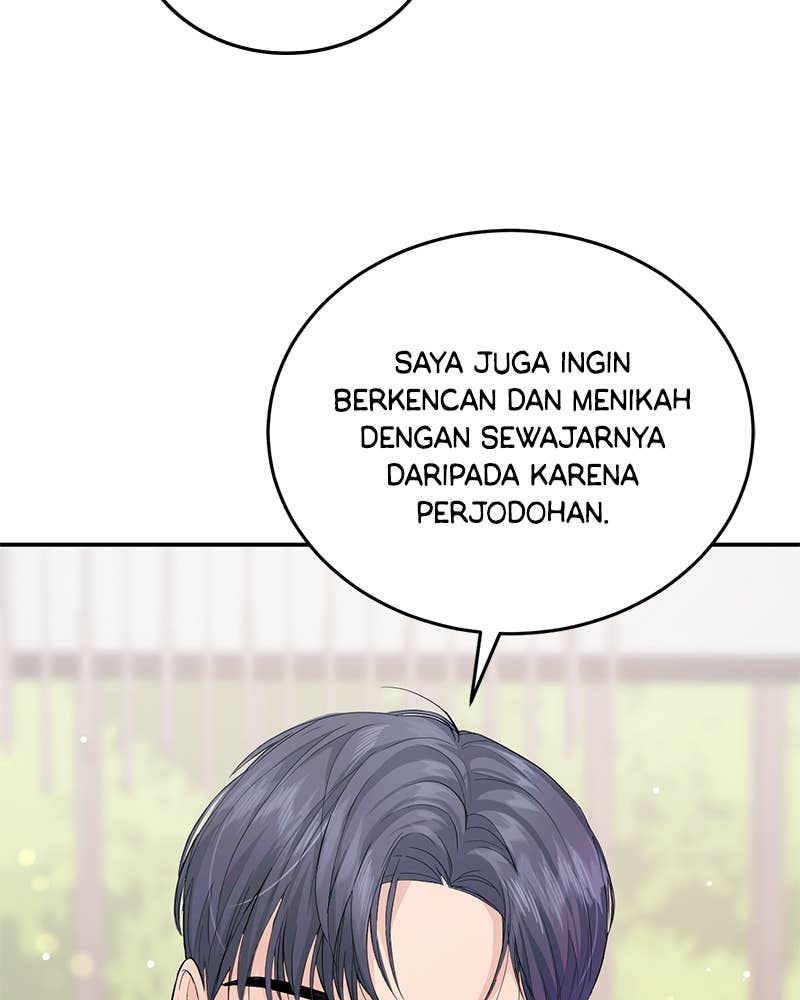 SAYA JUGA INGIN
BERKENCAN DAN MENIKAH
DENGAN SEWAJARNYA
DARIPADA KARENA
PERJODOHAN.